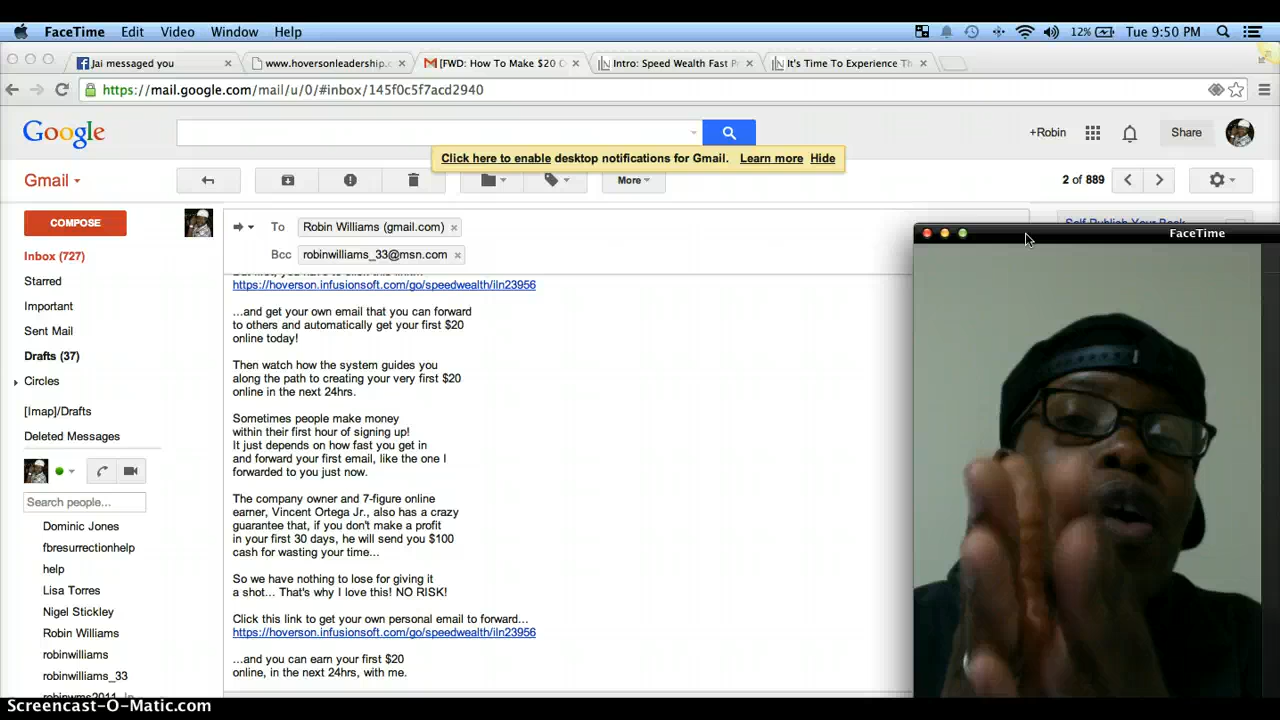 FaceTime Edit Video Window Help 12% Tue 9:50 PM
Jai messaged you
www.hoversonleadership.c
[FWD: How To Make $20 C
Intro: Speed Wealth Fast P
It's Time To Experience Th
https://mail.google.com/mail/u/0/#inbox/145f0c5f7acd2940
Google
+Robin
Share
Click here to enable desktop notifications for Gmail. Learn more Hide
Gmail
More
2 of 889
COMPOSE
Inbox (727)
Starred
Important
Sent Mail
Drafts (37)
Circles
[Imap]/Drafts
Deleted Messages
Search people...
Dominic Jones
fbresurrectionhelp
help
Lisa Torres
Nigel Stickley
Robin Williams
robinwilliams
robinwilliams_33
To Robin Williams (gmail.com)
Bcc robinwilliams_33@msn.com
https://hoverson.infusionsoft.com/go/speedwealth/iln23956
...and get your own email that you can forward
to others and automatically get your first $20
online today!
Then watch how the system guides you
along the path to creating your very first $20
online in the next 24hrs.
Sometimes people make money
within their first hour of signing up!
It just depends on how fast you get in
and forward your first email, like the one I
forwarded to you just now.
The company owner and 7-figure online
earner, Vincent Ortega Jr., also has a crazy
guarantee that, if you don't make a profit
in your first 30 days, he will send you $100
cash for wasting your time...
So we have nothing to lose for giving it
a shot... That's why I love this! NO RISK!
Click this link to get your own personal email to forward...
https://hoverson.infusionsoft.com/go/speedwealth/iln23956
...and you can earn your first $20
online, in the next 24hrs, with me.
FaceTime
Screencast-O-Matic.com